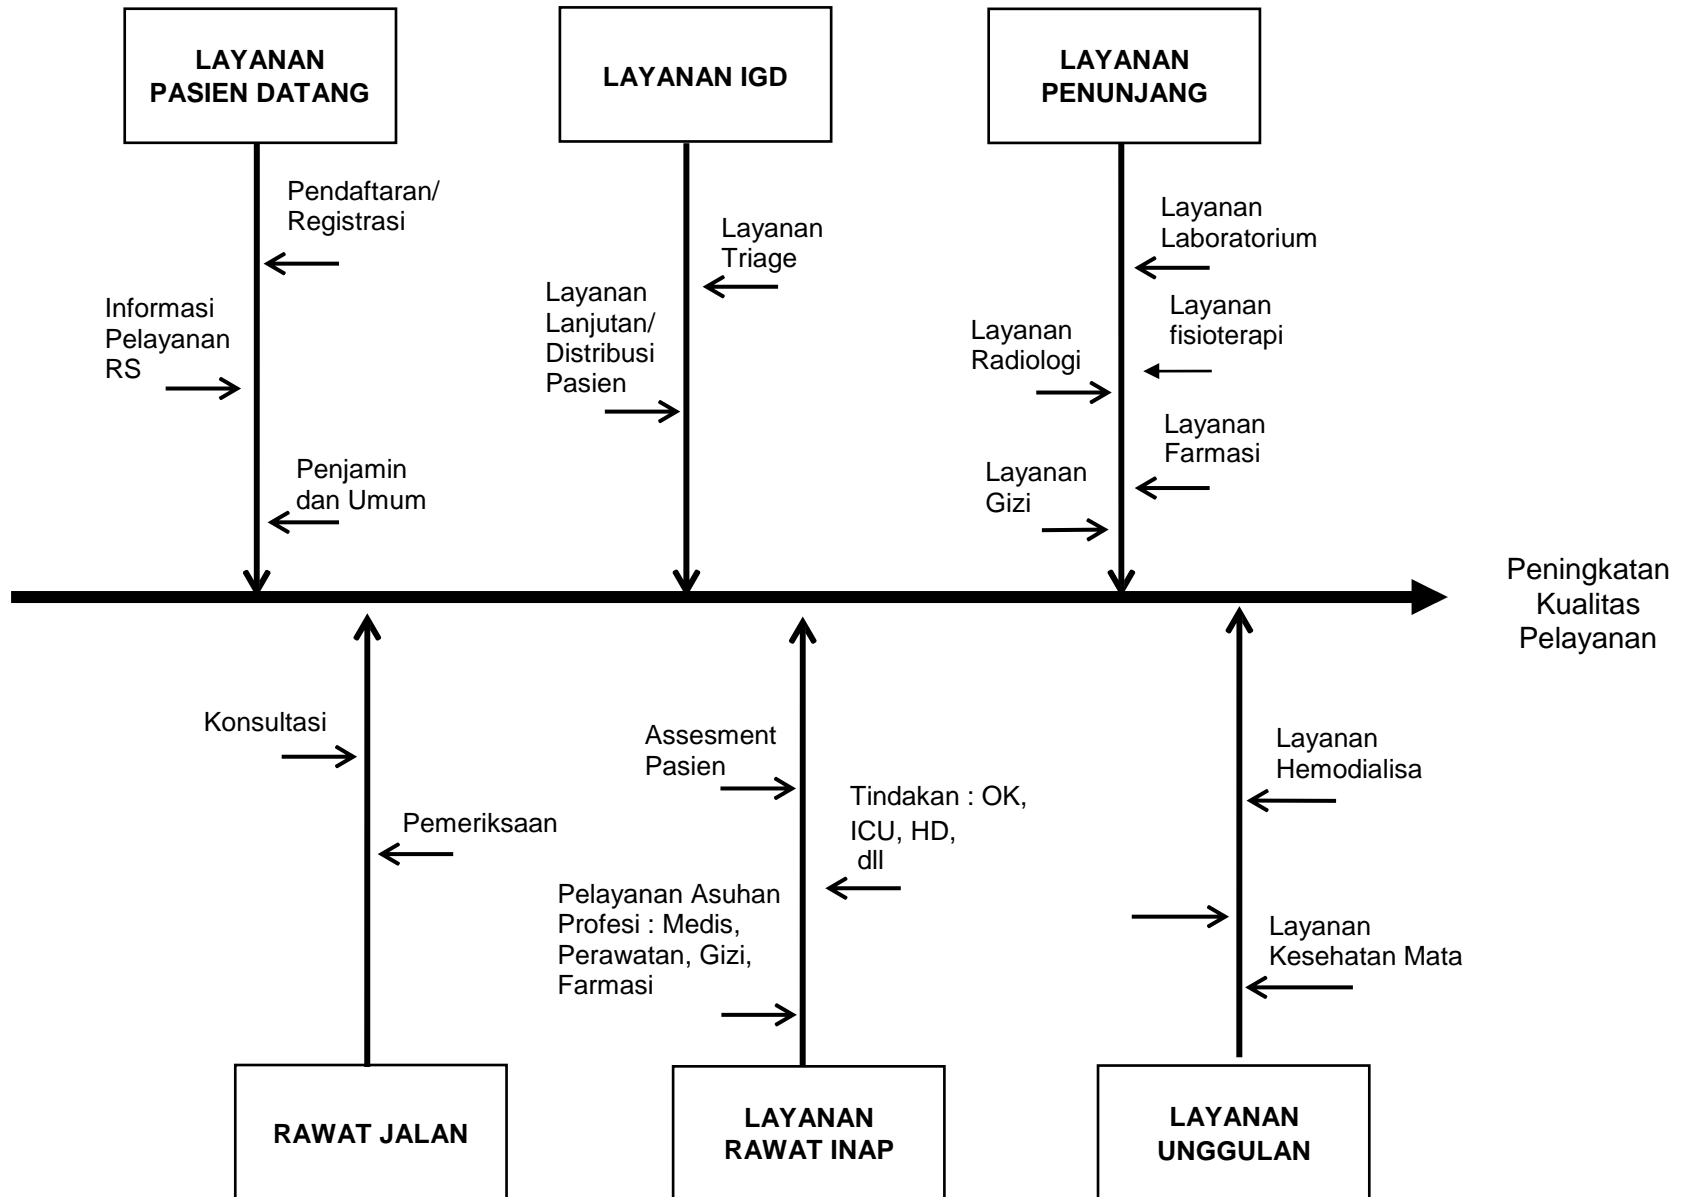 LAYANAN
PASIEN DATANG
LAYANAN IGD
LAYANAN
PENUNJANG
Pendaftaran/
Registrasi
Informasi
Pelayanan
RS
Penjamin
dan Umum
Layanan
Triage
Layanan
Lanjutan/
Distribusi
Pasien
Layanan
Laboratorium
Layanan
fisioterapi
Layanan
Radiologi
Layanan
Farmasi
Layanan
Gizi
Peningkatan
Kualitas
Pelayanan
Konsultasi
Pemeriksaan
Assesment
Pasien
Tindakan : OK,
ICU, HD,
dll
Pelayanan Asuhan
Profesi : Medis,
Perawatan, Gizi,
Farmasi
Layanan
Hemodialisa
Layanan
Kesehatan Mata
RAWAT JALAN
LAYANAN
RAWAT INAP
LAYANAN
UNGGULAN